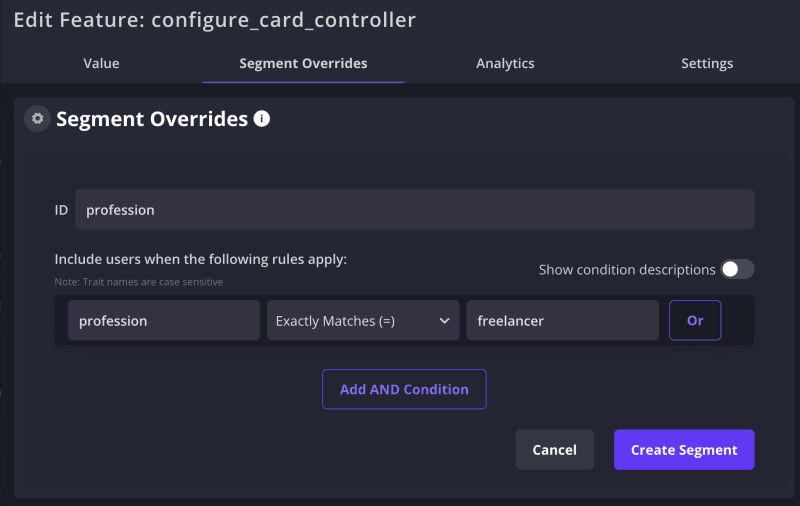 Edit Feature: configure_card_controller
Value Segment Overrides Analytics Settings
Segment Overrides i
ID profession
Include users when the following rules apply:
Show condition descriptions
Note: Trait names are case sensitive
profession Exactly Matches (=) freelancer Or
Add AND Condition
Cancel Create Segment